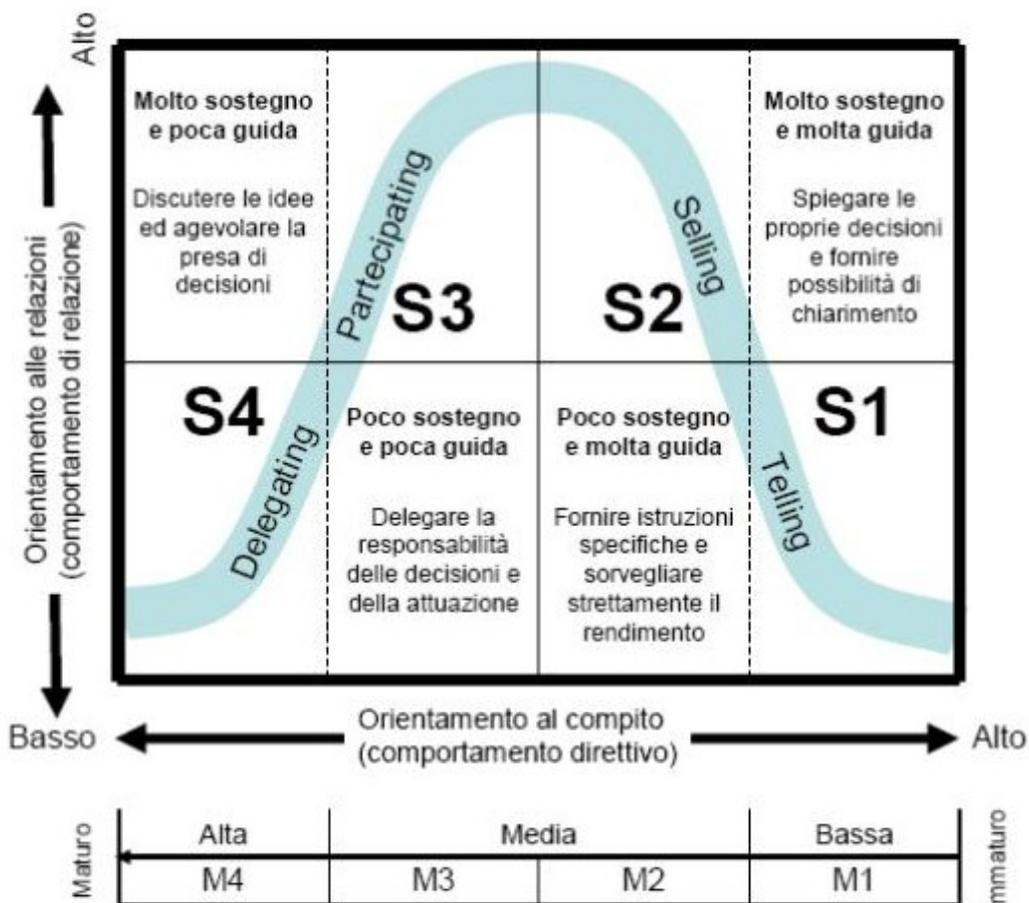 Alto
Orientamento alle relazioni
(comportamento di relazione)
Molto sostegno
e poca guida
Discutere le idee
ed agevolare la
presa di
decisioni
Partecipating
S3
Selling
S2
Molto sostegno
e molta guida
Spiegare le
proprie decisioni
e fornire
possibilità di
chiarimento
S4
Delegating
Poco sostegno
e poca guida
Delegare la
responsabilità
delle decisioni e
della attuazione
Poco sostegno
e molta guida
Fornire istruzioni
specifiche e
sorvegliare
strettamente il
rendimento
Telling
S1
Basso
Orientamento al compito
(comportamento direttivo)
Alto
Maturo
Alta
Media
Bassa
M4
M3
M2
M1
mmaturo